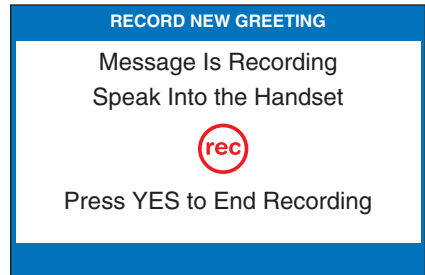 RECORD NEW GREETING
Message Is Recording
Speak Into the Handset
rec
Press YES to End Recording